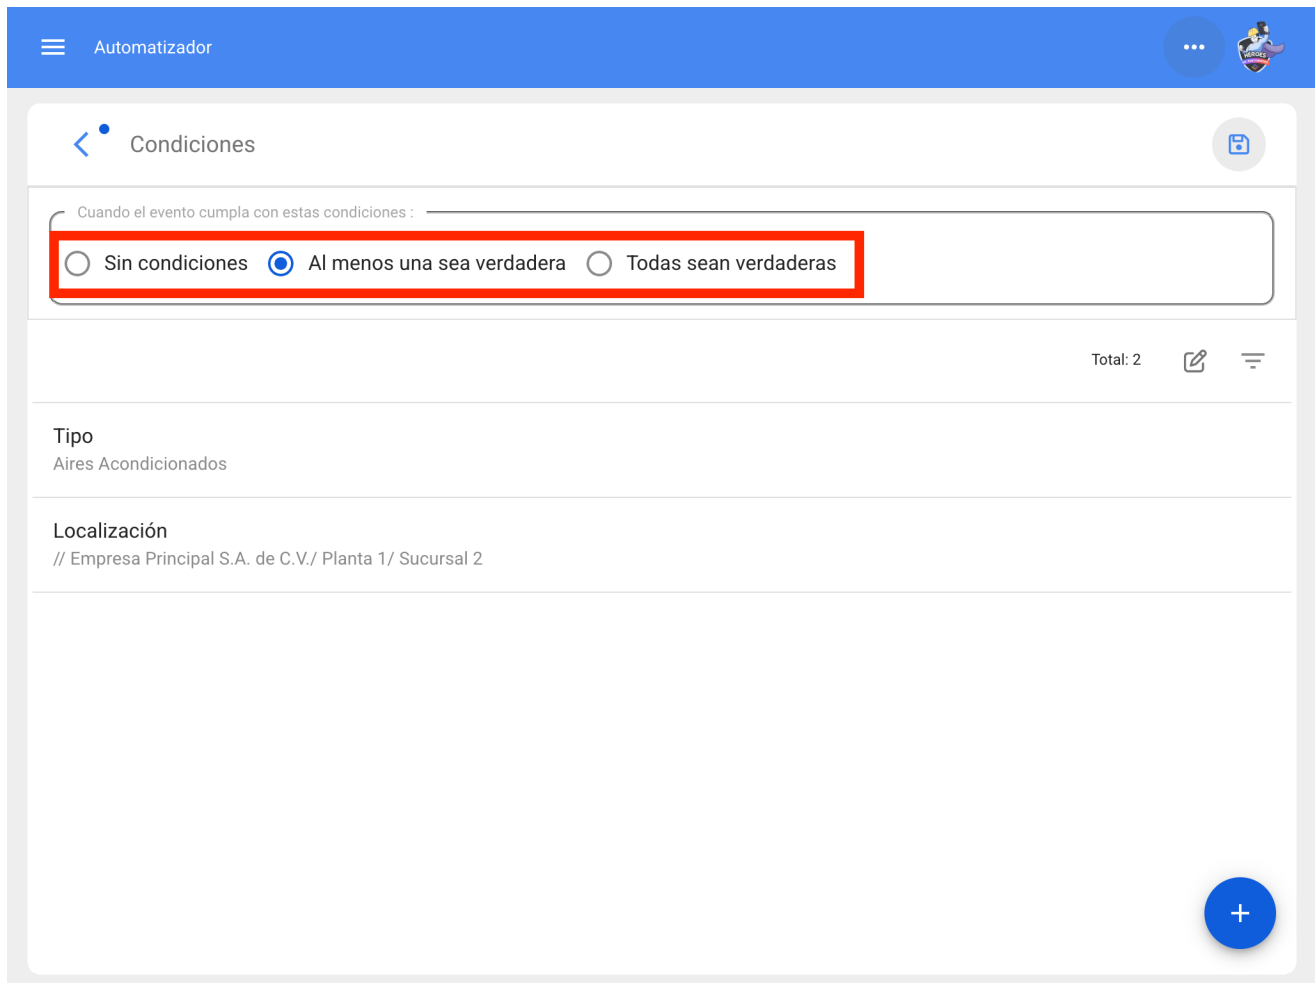 Automatizador
HEROES
Condiciones
Cuando el evento cumpla con estas condiciones :
Sin condiciones Al menos una sea verdadera Todas sean verdaderas
Total: 2
Tipo
Aires Acondicionados
Localización
// Empresa Principal S.A. de C.V./ Planta 1/ Sucursal 2